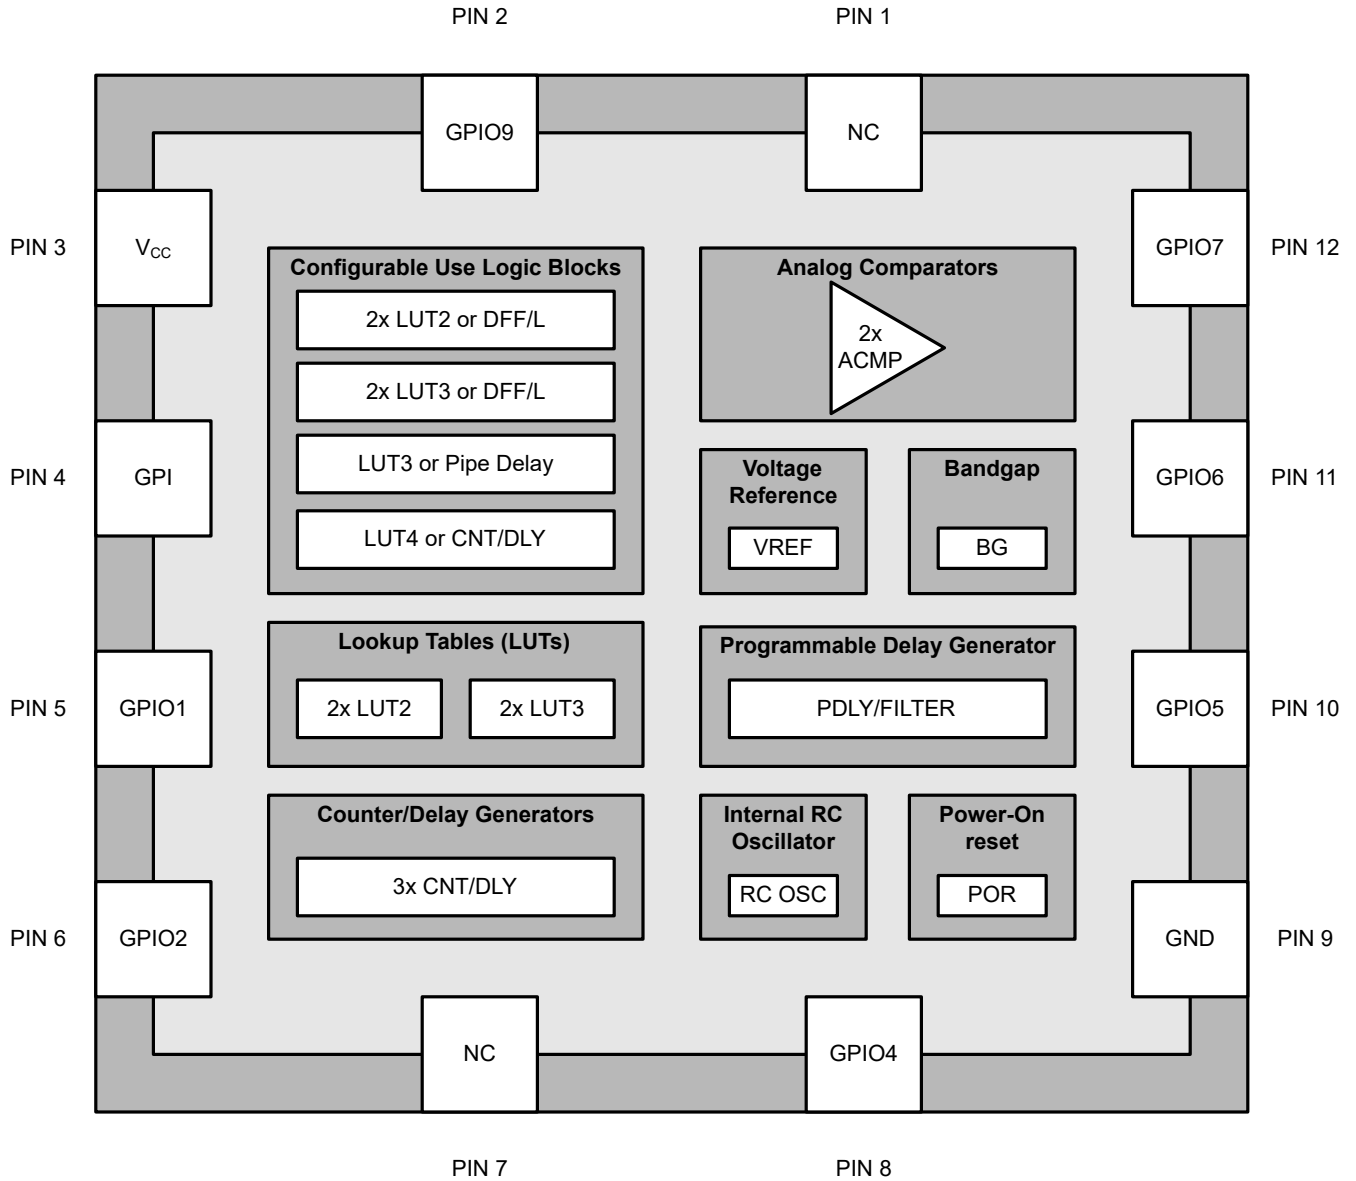 PIN 2
PIN 1
GPIO9
NC
PIN 3
VCC
GPIO7
PIN 12
Configurable Use Logic Blocks
2x LUT2 or DFF/L
2x LUT3 or DFF/L
LUT3 or Pipe Delay
LUT4 or CNT/DLY
Analog Comparators
2x
ACMP
PIN 4
GPI
Voltage
Reference
VREF
Bandgap
BG
GPIO6
PIN 11
PIN 5
GPIO1
Lookup Tables (LUTs)
2x LUT2
2x LUT3
Programmable Delay Generator
PDLY/FILTER
GPIO5
PIN 10
Counter/Delay Generators
3x CNT/DLY
Internal RC
Oscillator
RC OSC
Power-On
reset
POR
PIN 6
GPIO2
GND
PIN 9
NC
GPIO4
PIN 7
PIN 8